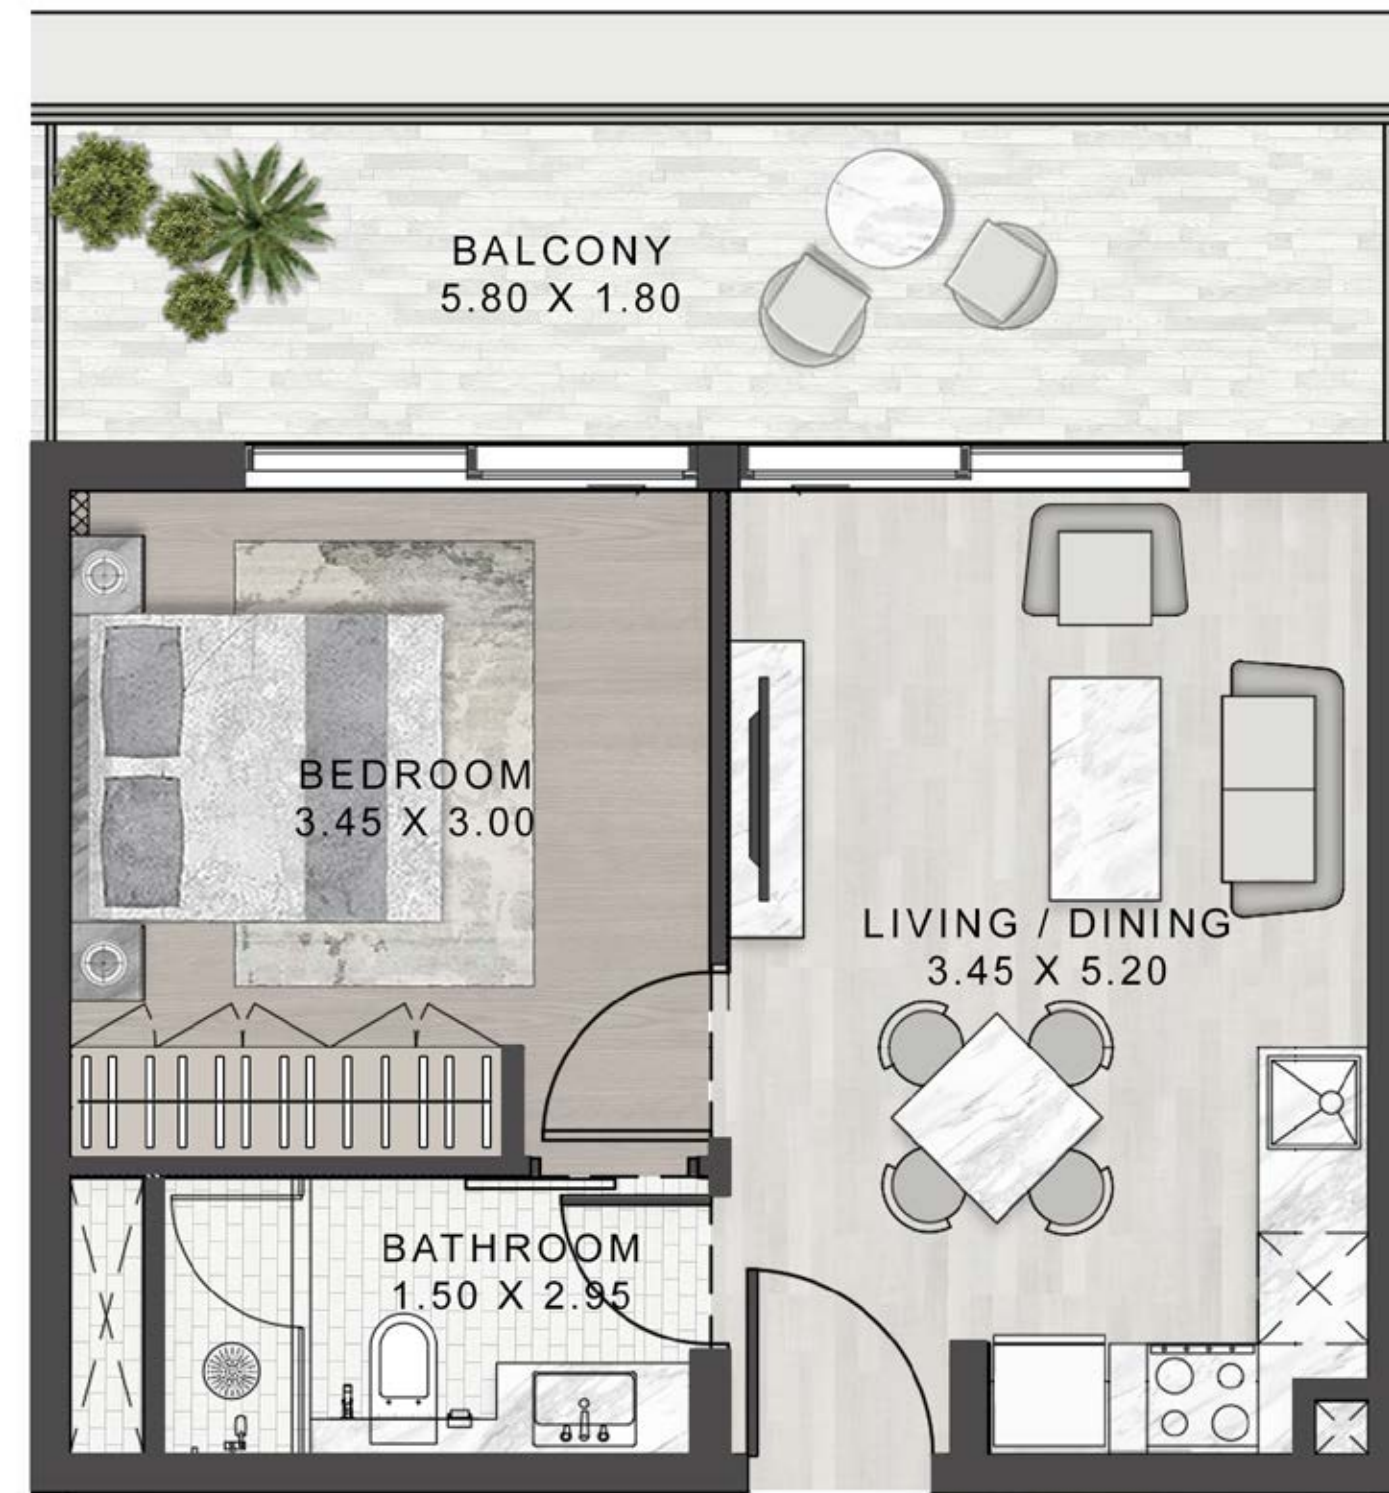 BALCONY
5.80 X 1.80
BEDROOM
3.45 X 3.00
LIVING / DINING
3.45 X 5.20
BATHROOM
1.50 X 2.95